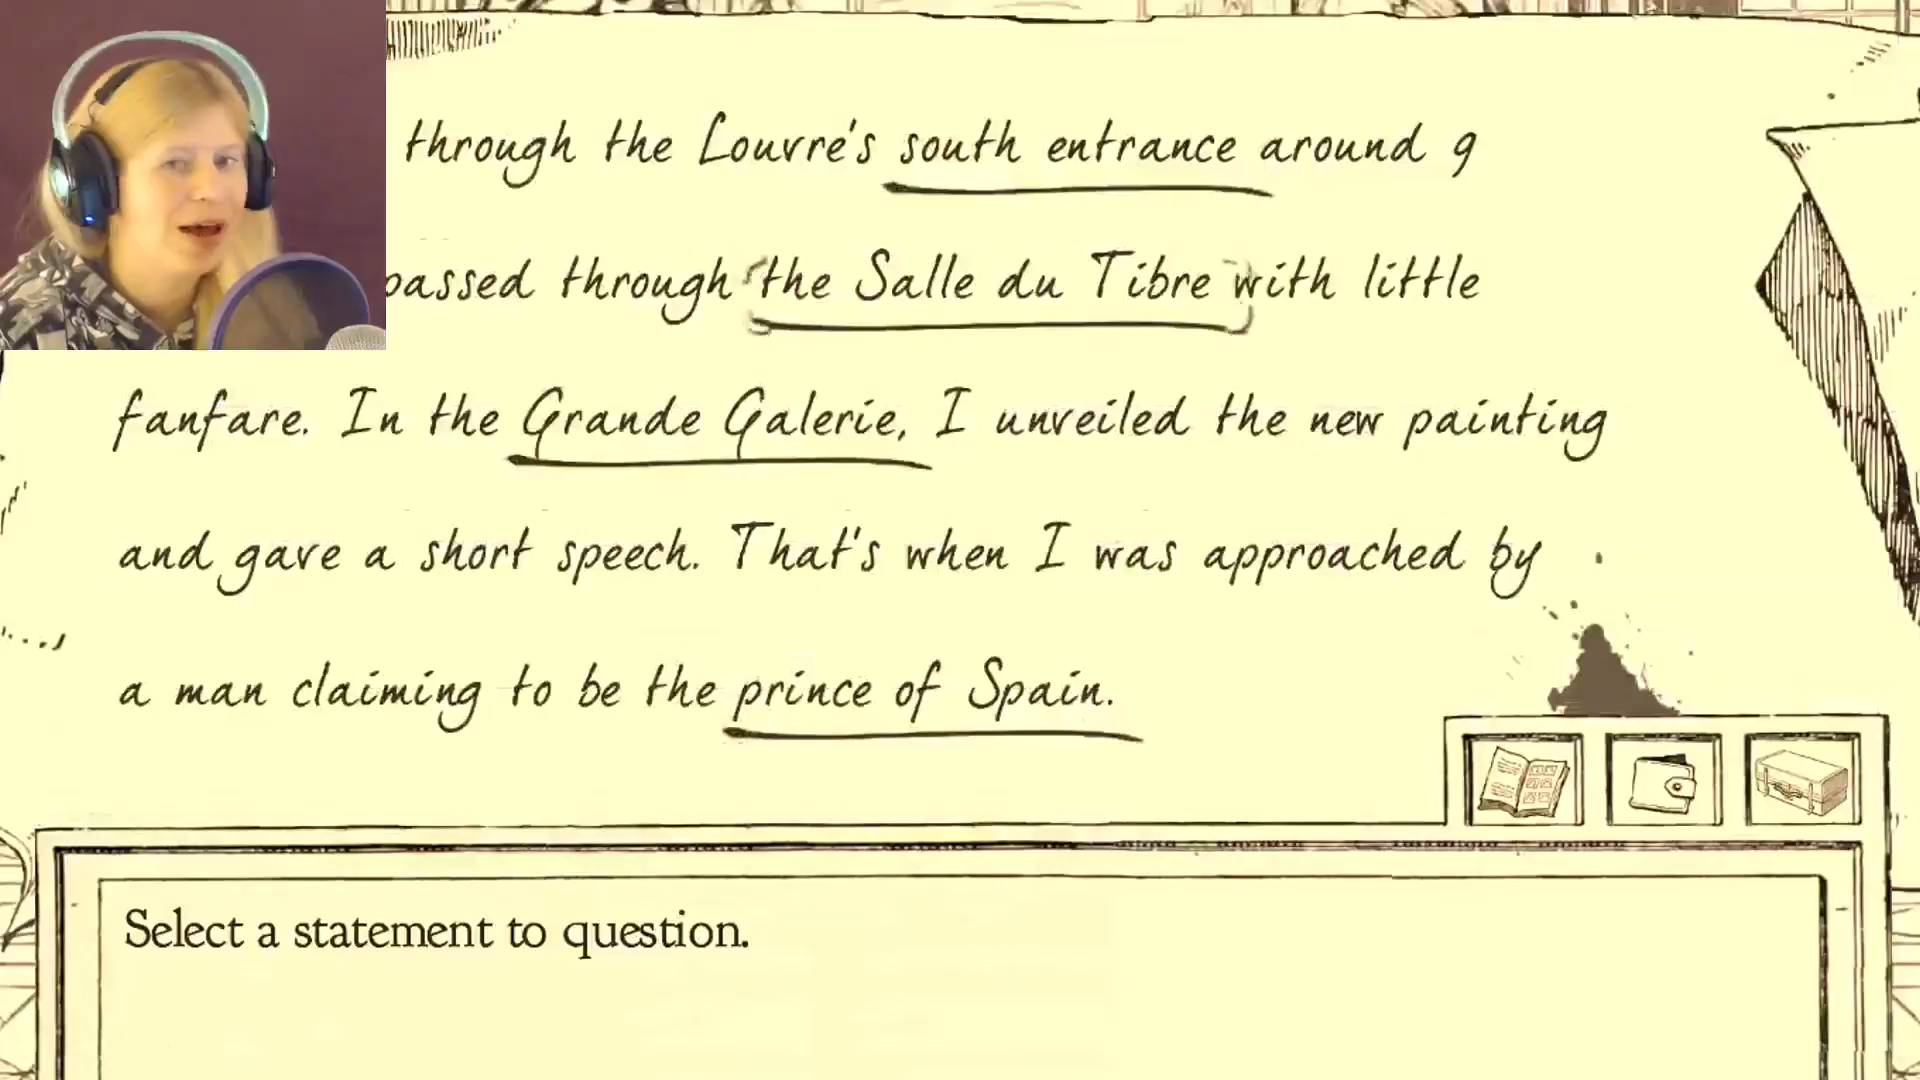 through the Louvre's south entrance around 9
passed through the Salle du Tibre with little
fanfare. In the Grande Galerie, I unveiled the new painting
and gave a short speech. That's when I was approached by
a man claiming to be the prince of Spain.
Select a statement to question.